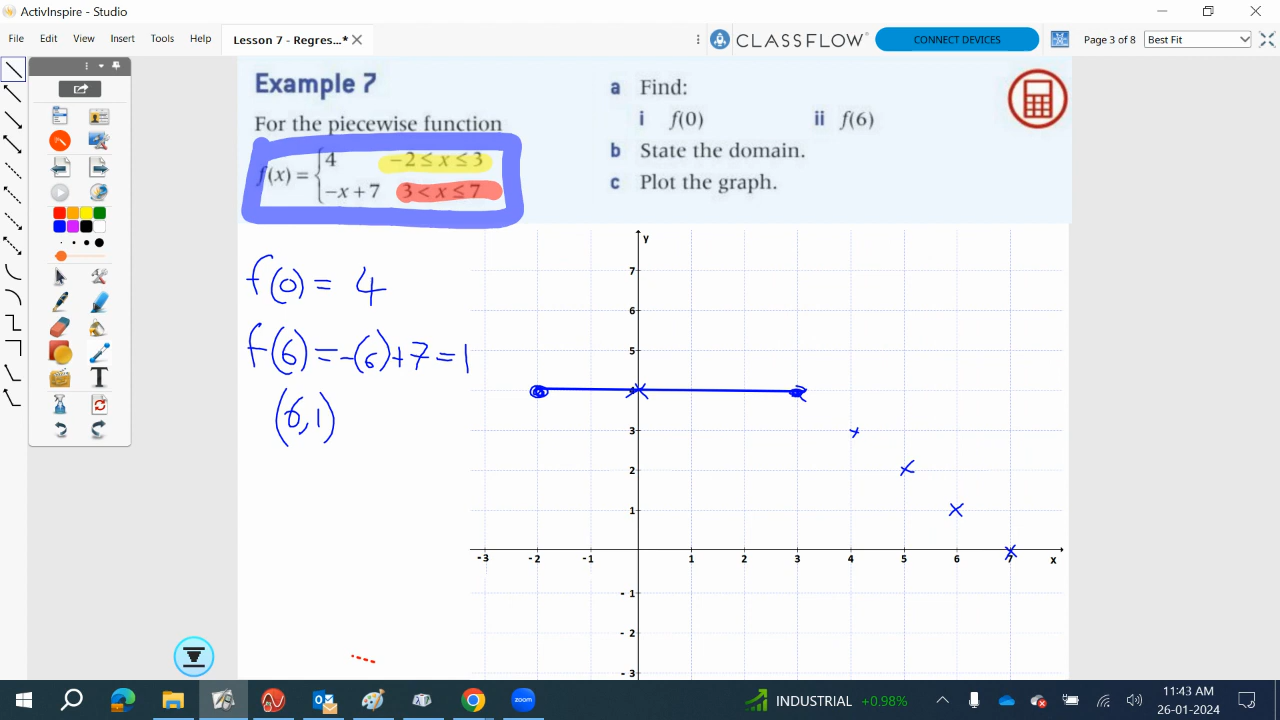 ActivInspire - Studio
File Edit View Insert Tools Help
Lesson 7 - Regres...*
CLASSFLOW
CONNECT DEVICES
Page 3 of 8
Best Fit
Example 7
For the piecewise function
f(x) = { 4 −2 ≤ x ≤ 3
−x + 7 3 < x ≤ 7
a Find:
i f(0) ii f(6)
b State the domain.
c Plot the graph.
f(0) = 4
f(6) = -(6)+7 = 1
(6,1)
y
7
6
5
4
3
2
1
-3 -2 -1 1 2 3 4 5 6 7 x
- 1
- 2
- 3
T
zoom
INDUSTRIAL +0.98%
11:43 AM
26-01-2024